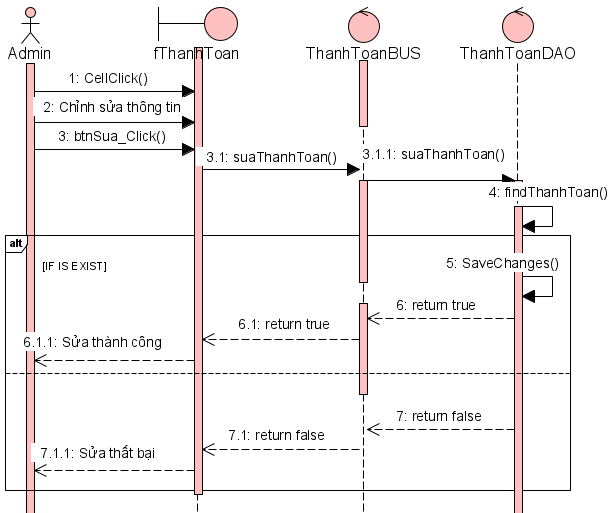 Admin
fThanhToan
ThanhToanBUS
ThanhToanDAO
1: CellClick()
2: Chỉnh sửa thông tin
3: btnSua_Click()
3.1: suaThanhToan()
3.1.1: suaThanhToan()
4: findThanhToan()
alt
[IF IS EXIST]
5: SaveChanges()
6: return true
6.1: return true
6.1.1: Sửa thành công
7: return false
7.1: return false
7.1.1: Sửa thất bại